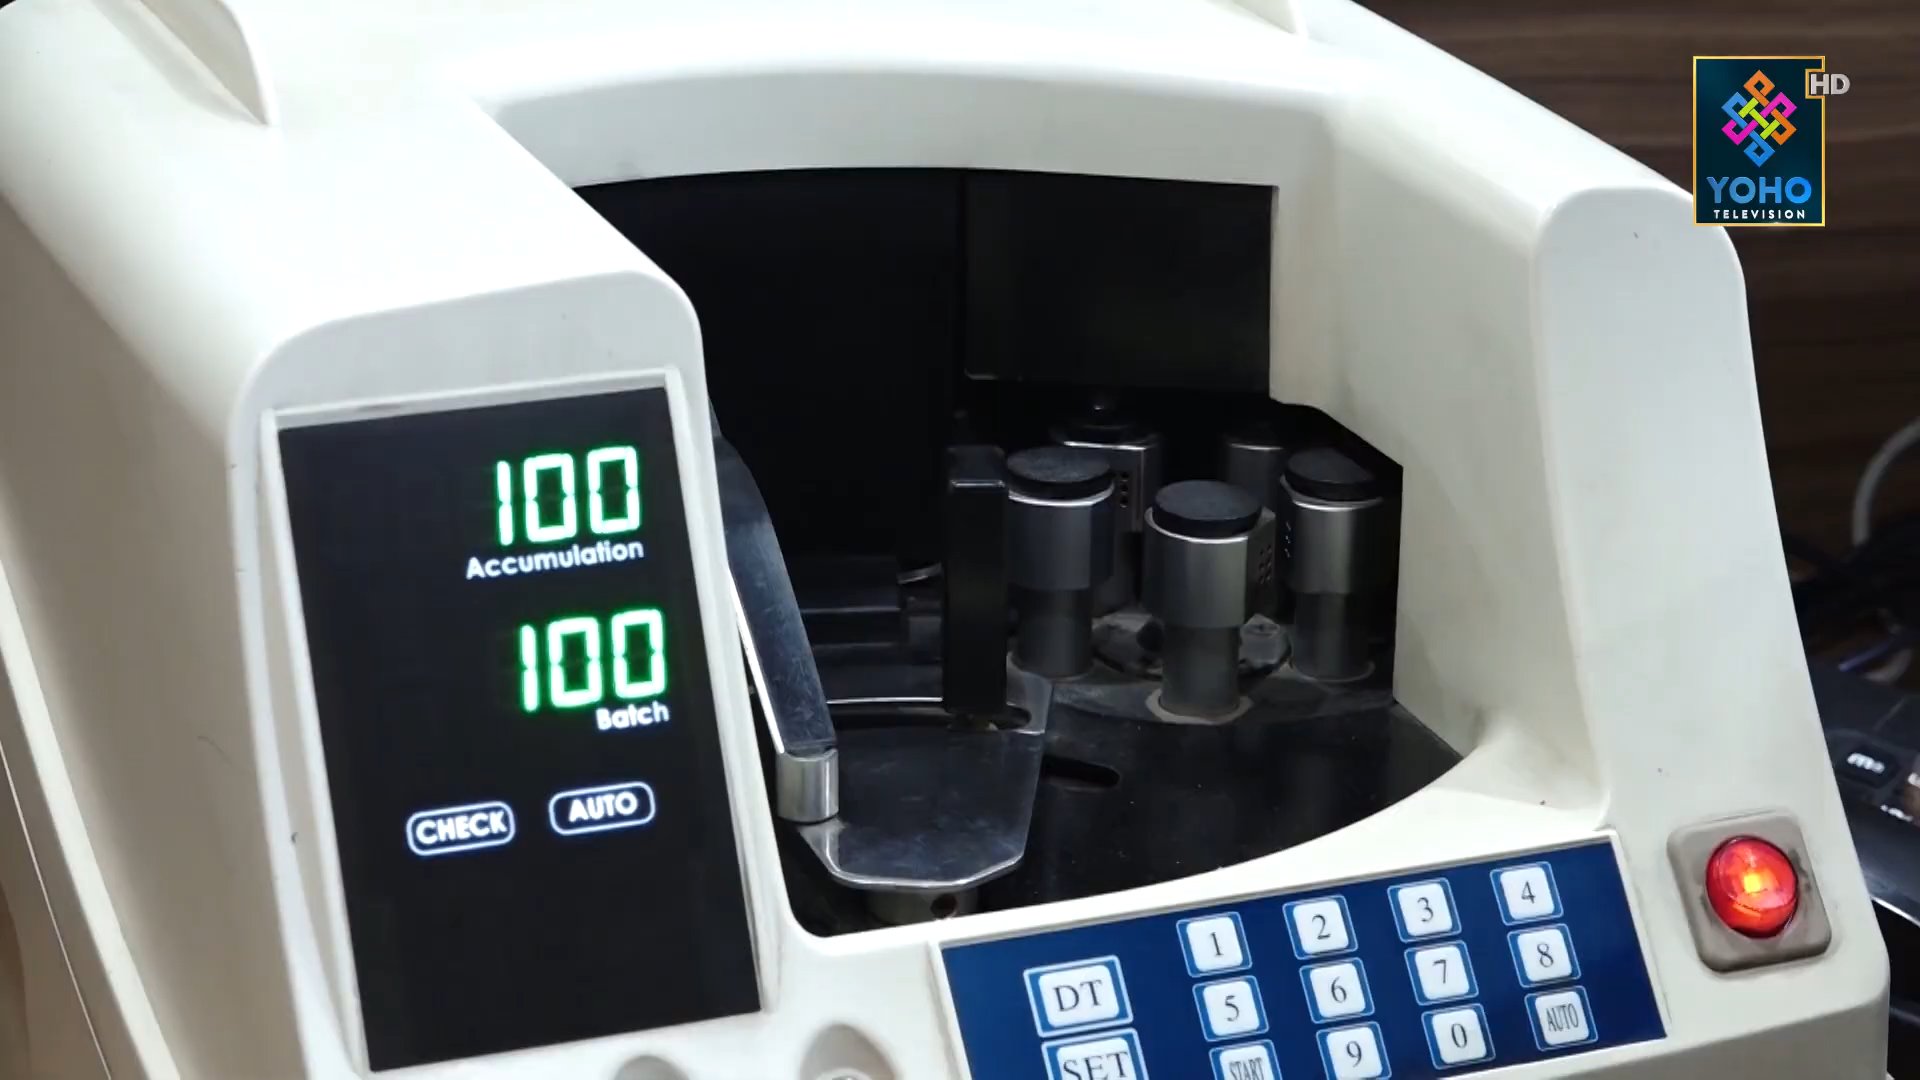 HD
YOHO
TELEVISION
100
Accumulation
100
Batch
CHECK AUTO
1 2 3 4
DT 5 6 7 8
SET START 9 0 AUTO